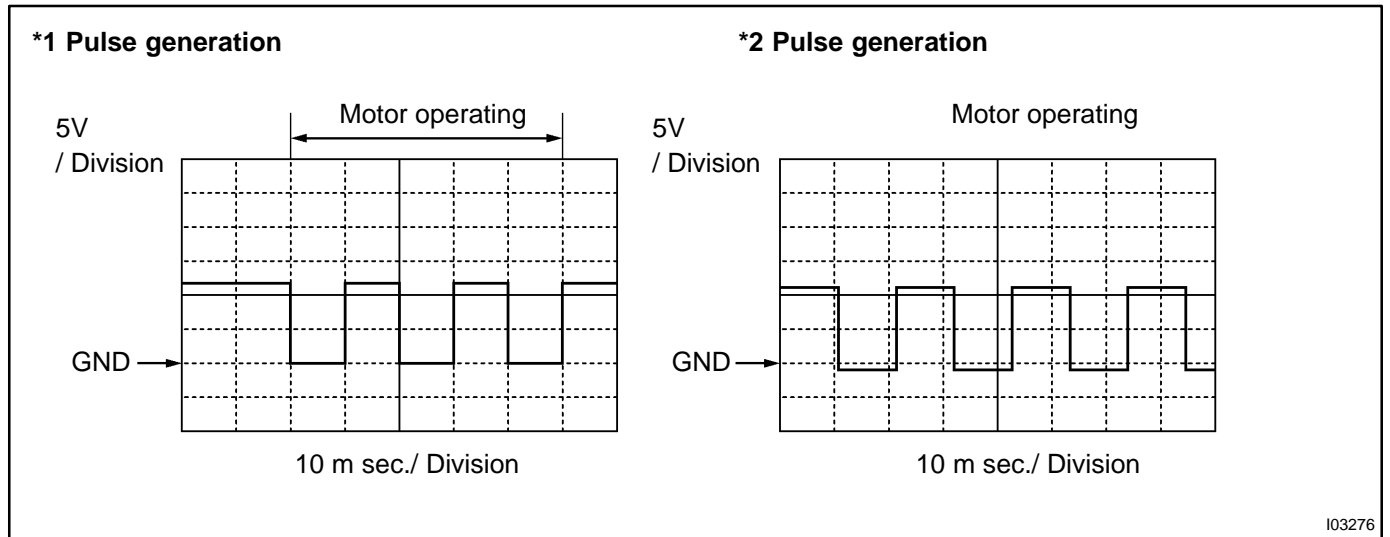 *1 Pulse generation
5V
/ Division
Motor operating
GND
10 m sec./ Division
*2 Pulse generation
5V
/ Division
Motor operating
GND
10 m sec./ Division
I03276